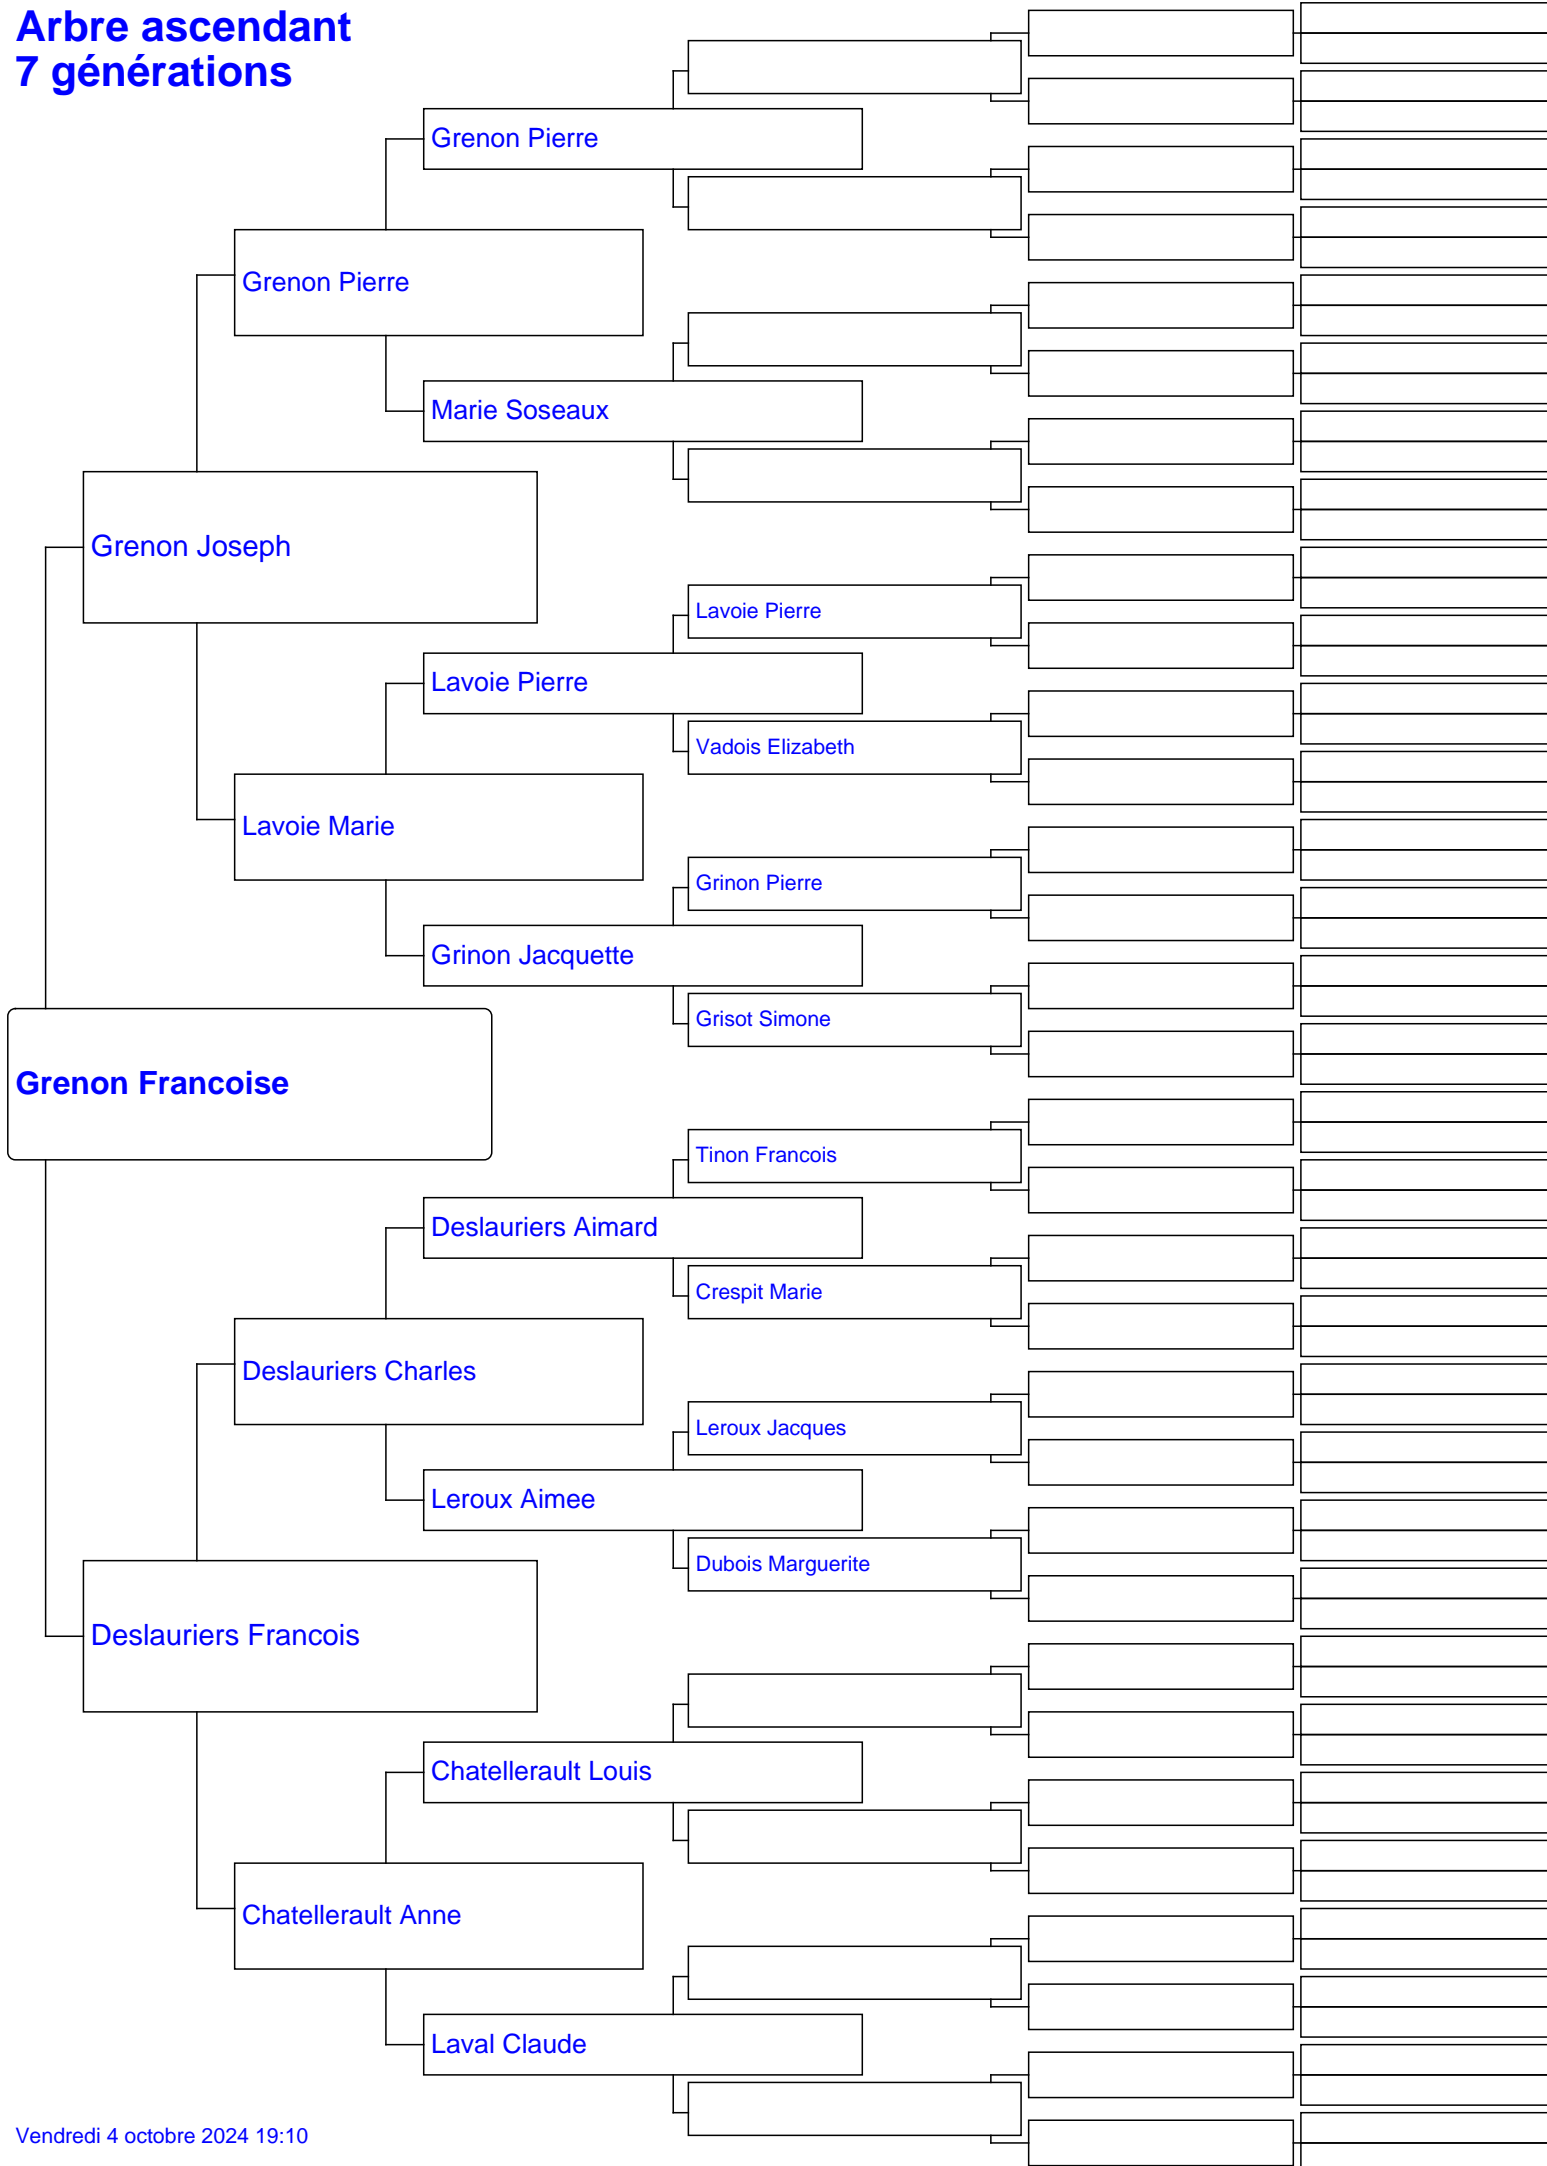 Arbre ascendant
7 générations
Grenon Pierre
Grenon Pierre
Marie Soseaux
Grenon Joseph
Lavoie Pierre
Lavoie Pierre
Vadois Elizabeth
Lavoie Marie
Grinon Pierre
Grinon Jacquette
Grisot Simone
Grenon Francoise
Tinon Francois
Deslauriers Aimard
Crespit Marie
Deslauriers Charles
Leroux Jacques
Leroux Aimee
Dubois Marguerite
Deslauriers Francois
Chatellerault Louis
Chatellerault Anne
Laval Claude
Vendredi 4 octobre 2024 19:10